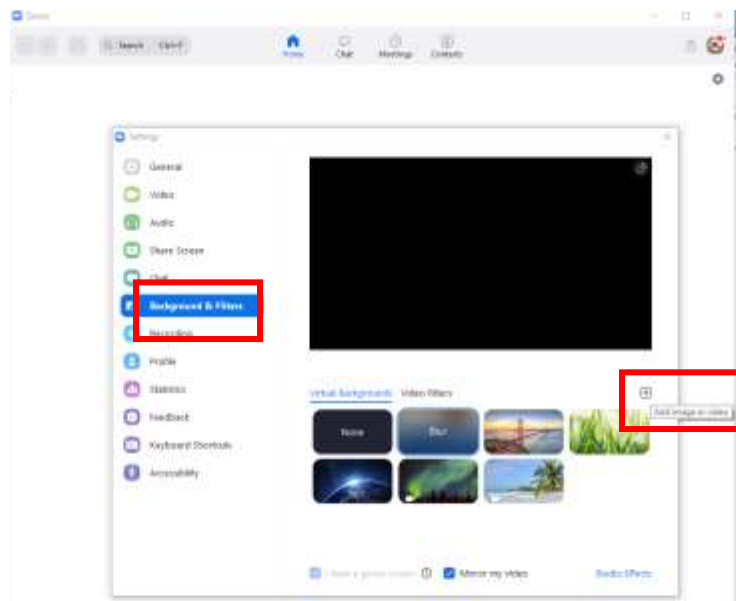 Zoom
Search Ctrl+F
Home Chat Meetings Contacts
Settings
General
Video
Audio
Share Screen
Chat
Background & Filters
Recording
Profile
Statistics
Feedback
Keyboard Shortcuts
Accessibility
Virtual Backgrounds Video Filters
Add image or video
None Blur
I have a green screen Mirror my video Studio Effects